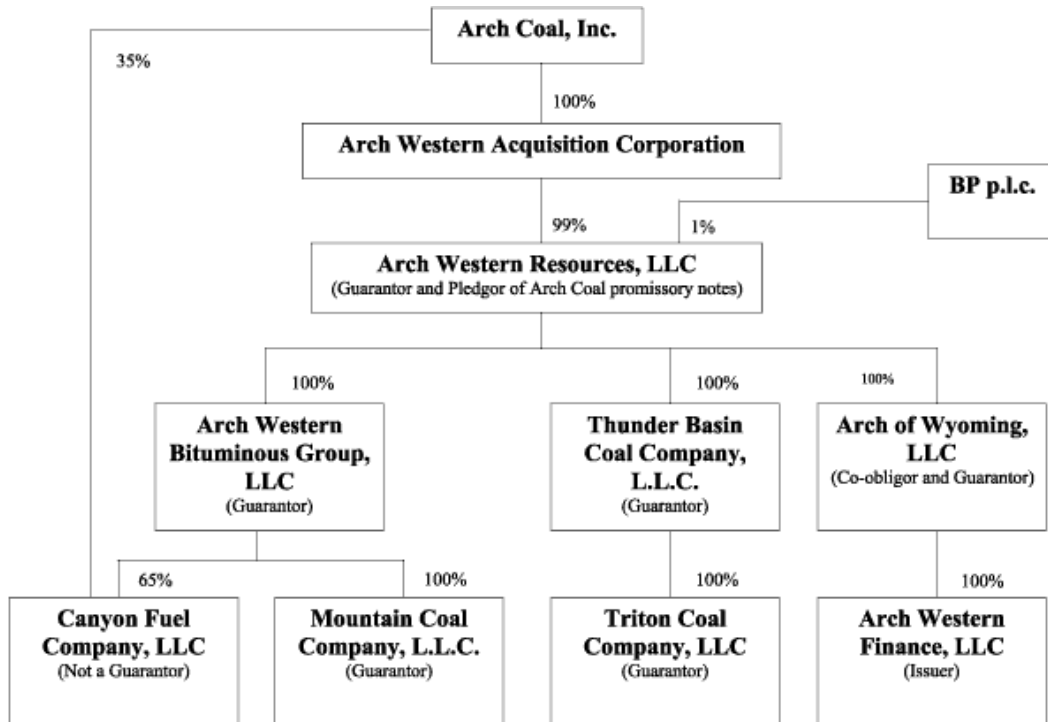 Arch Coal, Inc.
35%
100%
Arch Western Acquisition Corporation
BP p.l.c.
99%
1%
Arch Western Resources, LLC
(Guarantor and Pledgor of Arch Coal promissory notes)
100%
100%
100%
Arch Western
Bituminous Group,
LLC
(Guarantor)
Thunder Basin
Coal Company,
L.L.C.
(Guarantor)
Arch of Wyoming,
LLC
(Co-obligor and Guarantor)
65%
100%
100%
100%
Canyon Fuel
Company, LLC
(Not a Guarantor)
Mountain Coal
Company, L.L.C.
(Guarantor)
Triton Coal
Company, LLC
(Guarantor)
Arch Western
Finance, LLC
(Issuer)